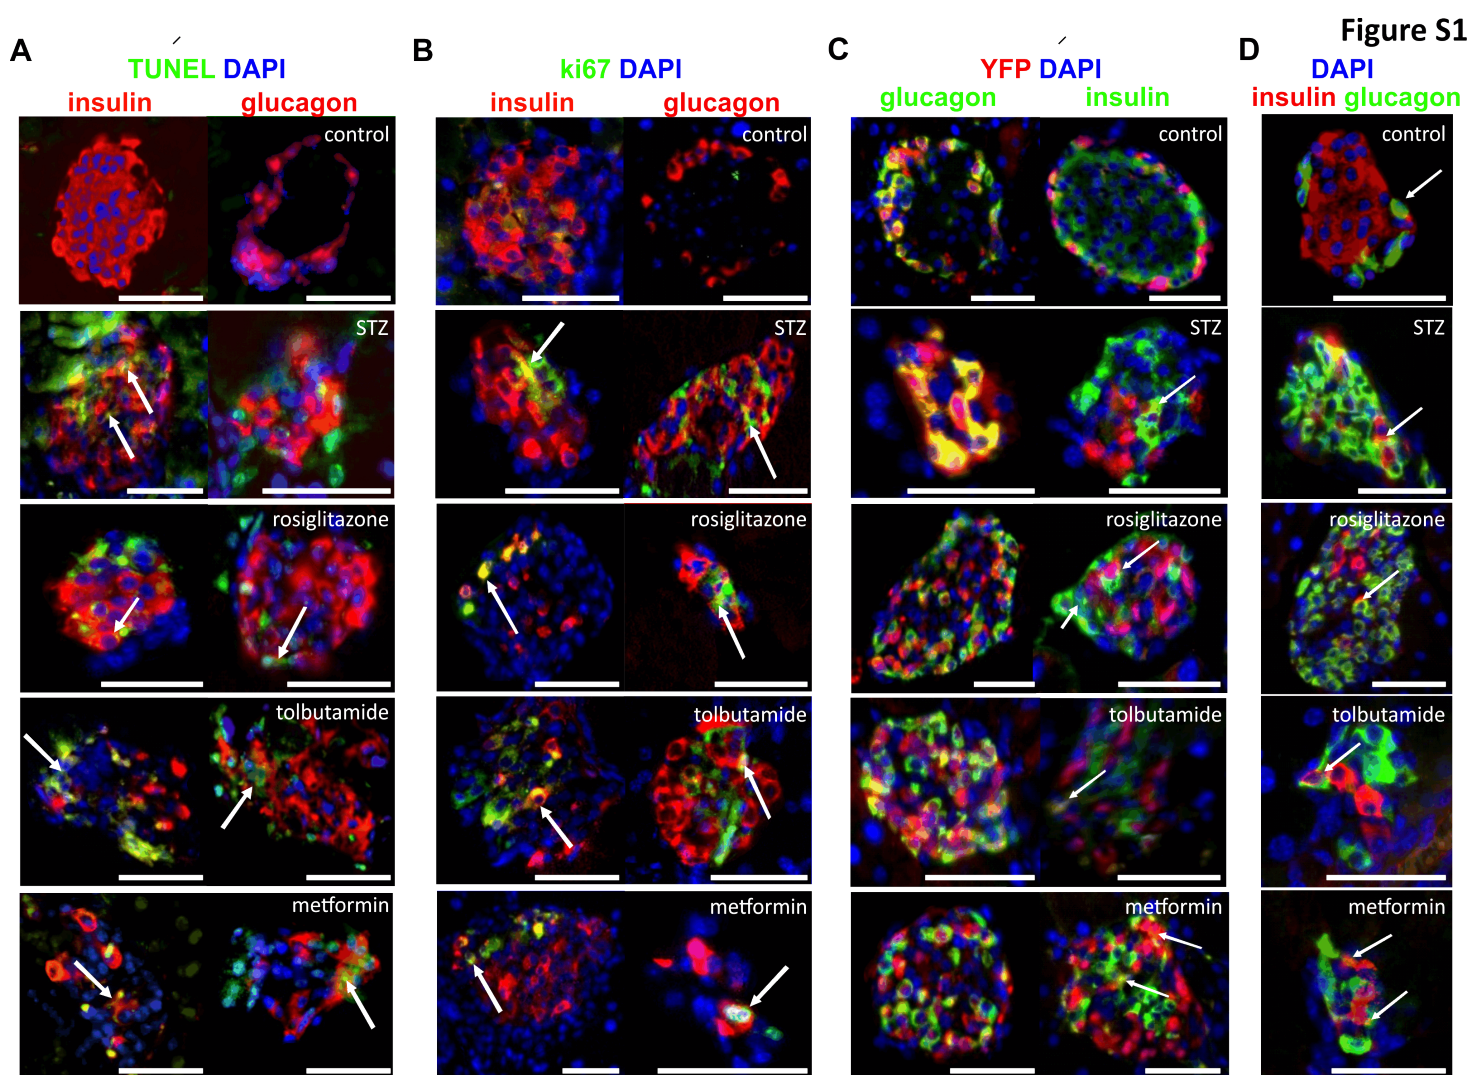 Figure S1
A
TUNEL DAPI
insulin glucagon
control
STZ
rosiglitazone
tolbutamide
metformin
B
ki67 DAPI
insulin glucagon
control
STZ
rosiglitazone
tolbutamide
metformin
C
YFP DAPI
glucagon insulin
control
STZ
rosiglitazone
tolbutamide
metformin
D
DAPI
insulin glucagon
control
STZ
rosiglitazone
tolbutamide
metformin